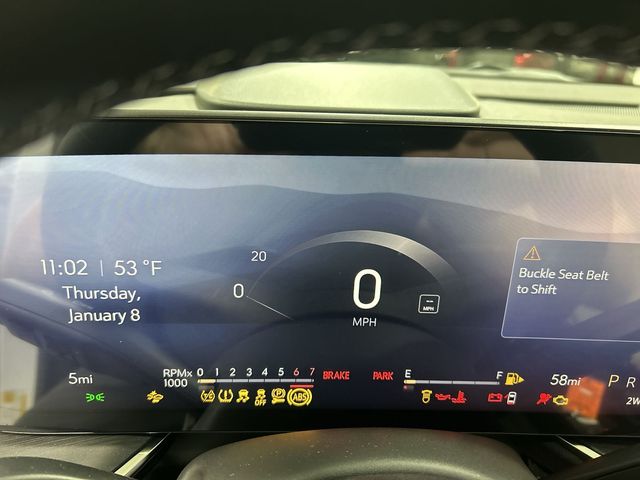 11:02 | 53 °F
Thursday,
January 8
20
0
0
MPH
--
MPH
Buckle Seat Belt
to Shift
5mi
RPMx
1000
0 1 2 3 4 5 6 7
BRAKE
PARK
E F
58mi
P R
2W
OFF
ABS